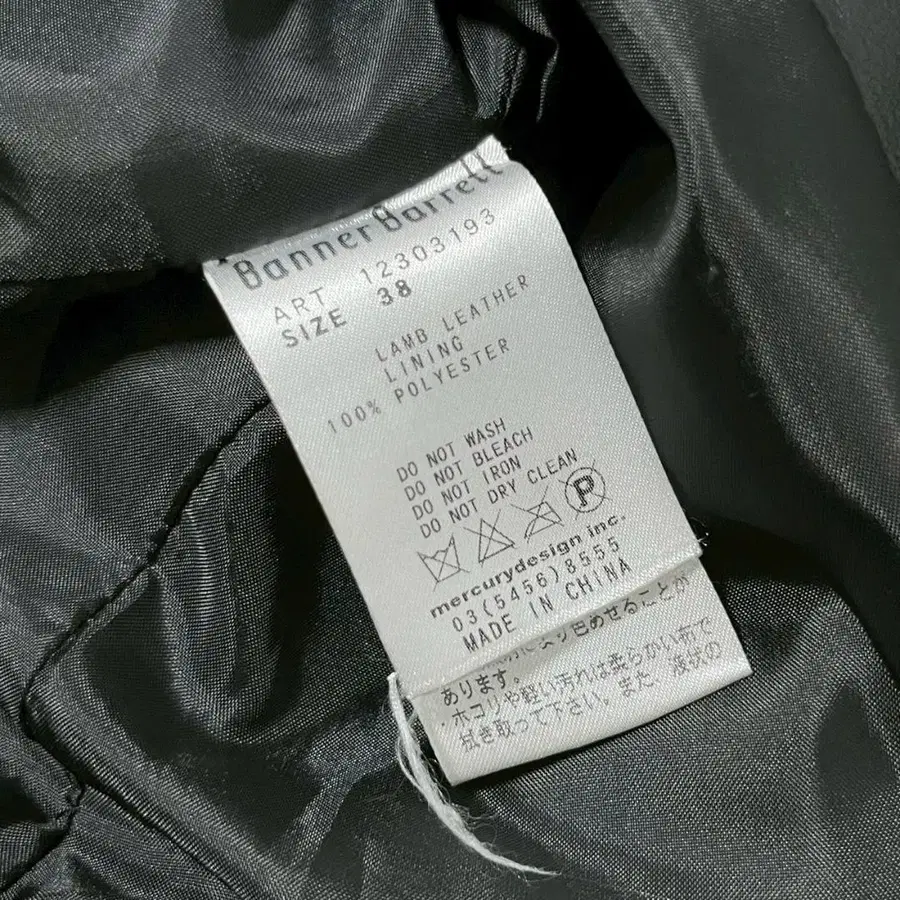 BannerBarrett
ART 12303193
SIZE 38
LAMB LEATHER
LINING
100% POLYESTER
DO NOT WASH
DO NOT BLEACH
DO NOT IRON
DO NOT DRY CLEAN
P
mercurydesign inc.
03(5456)8555
MADE IN CHINA
より色あせることが
あります。
・ホコリや軽い汚れは柔らかい布で
拭き取って下さい。また、液状の